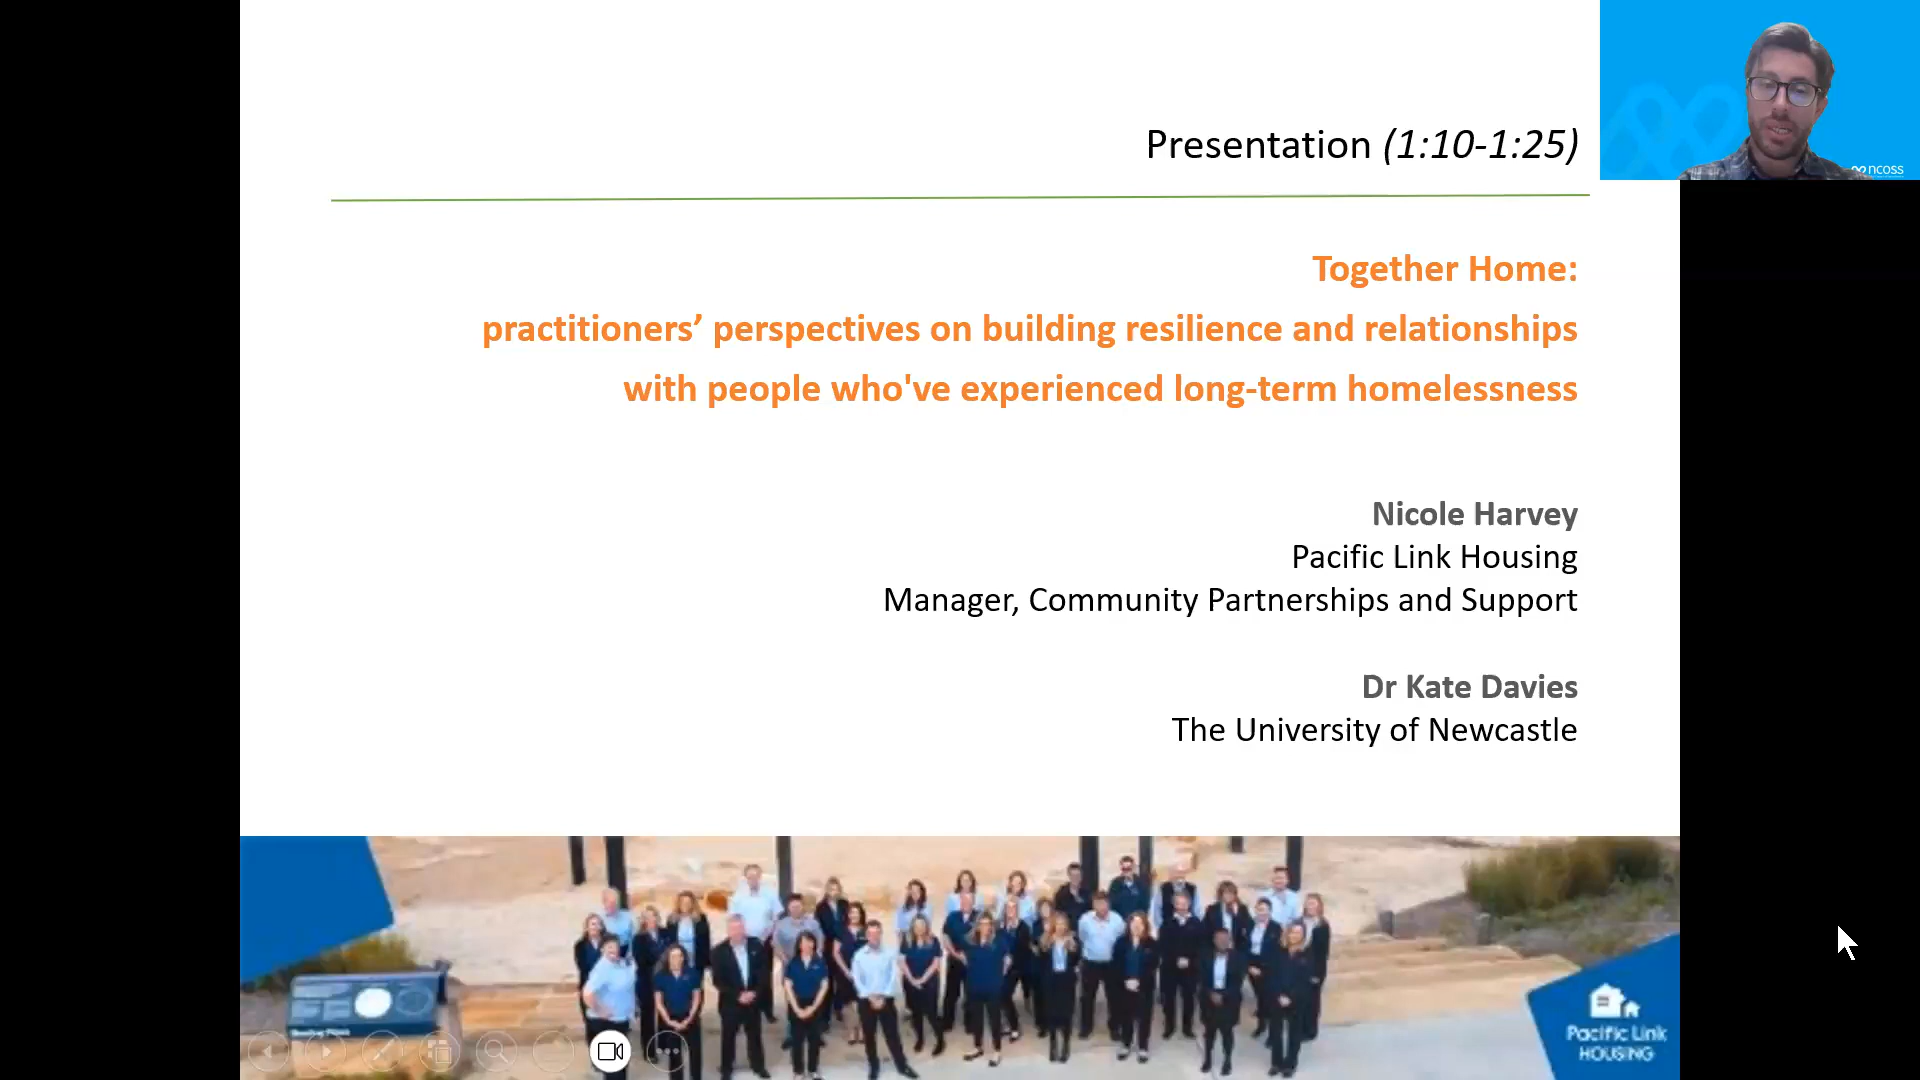 Presentation (1:10-1:25)
Together Home:
practitioners’ perspectives on building resilience and relationships
with people who've experienced long-term homelessness
Nicole Harvey
Pacific Link Housing
Manager, Community Partnerships and Support
Dr Kate Davies
The University of Newcastle
ncoss
Pacific Link
HOUSING